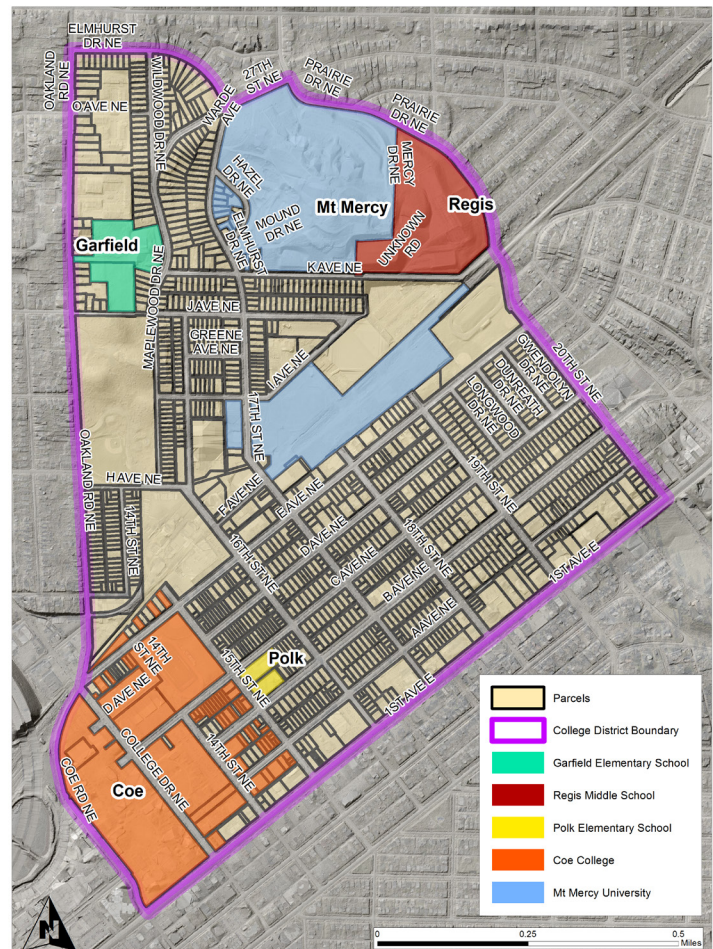 ELMHURST
DR NE
OAKLAND
RD NE
O AVE NE
WILDWOOD DR NE
WARDE
AVE
27TH
ST NE
PRAIRIE
DR NE
PRAIRIE
DR NE
HAZEL
DR NE
MERCY
DR NE
Mt Mercy
Regis
MOUND
DR NE
ELMHURST
DR NE
UNKNOWN
RD
Garfield
K AVE NE
MAPLEWOOD DR NE
J AVE NE
GREENE
AVE NE
I AVE NE
20TH ST NE
GWENDOLYN
DR NE
DUNREATH
DR NE
LONGWOOD
DR NE
17TH ST NE
OAKLAND RD NE
H AVE NE
14TH ST NE
F AVE NE
E AVE NE
19TH ST NE
D AVE NE
18TH ST NE
16TH ST NE
C AVE NE
B AVE NE
1ST AVE E
A AVE NE
14TH
ST NE
15TH ST NE
Polk
D AVE NE
1ST AVE E
COLLEGE DR NE
14TH ST NE
COE RD NE
Coe
Parcels
College District Boundary
Garfield Elementary School
Regis Middle School
Polk Elementary School
Coe College
Mt Mercy University
N
0 0.25 0.5
Miles